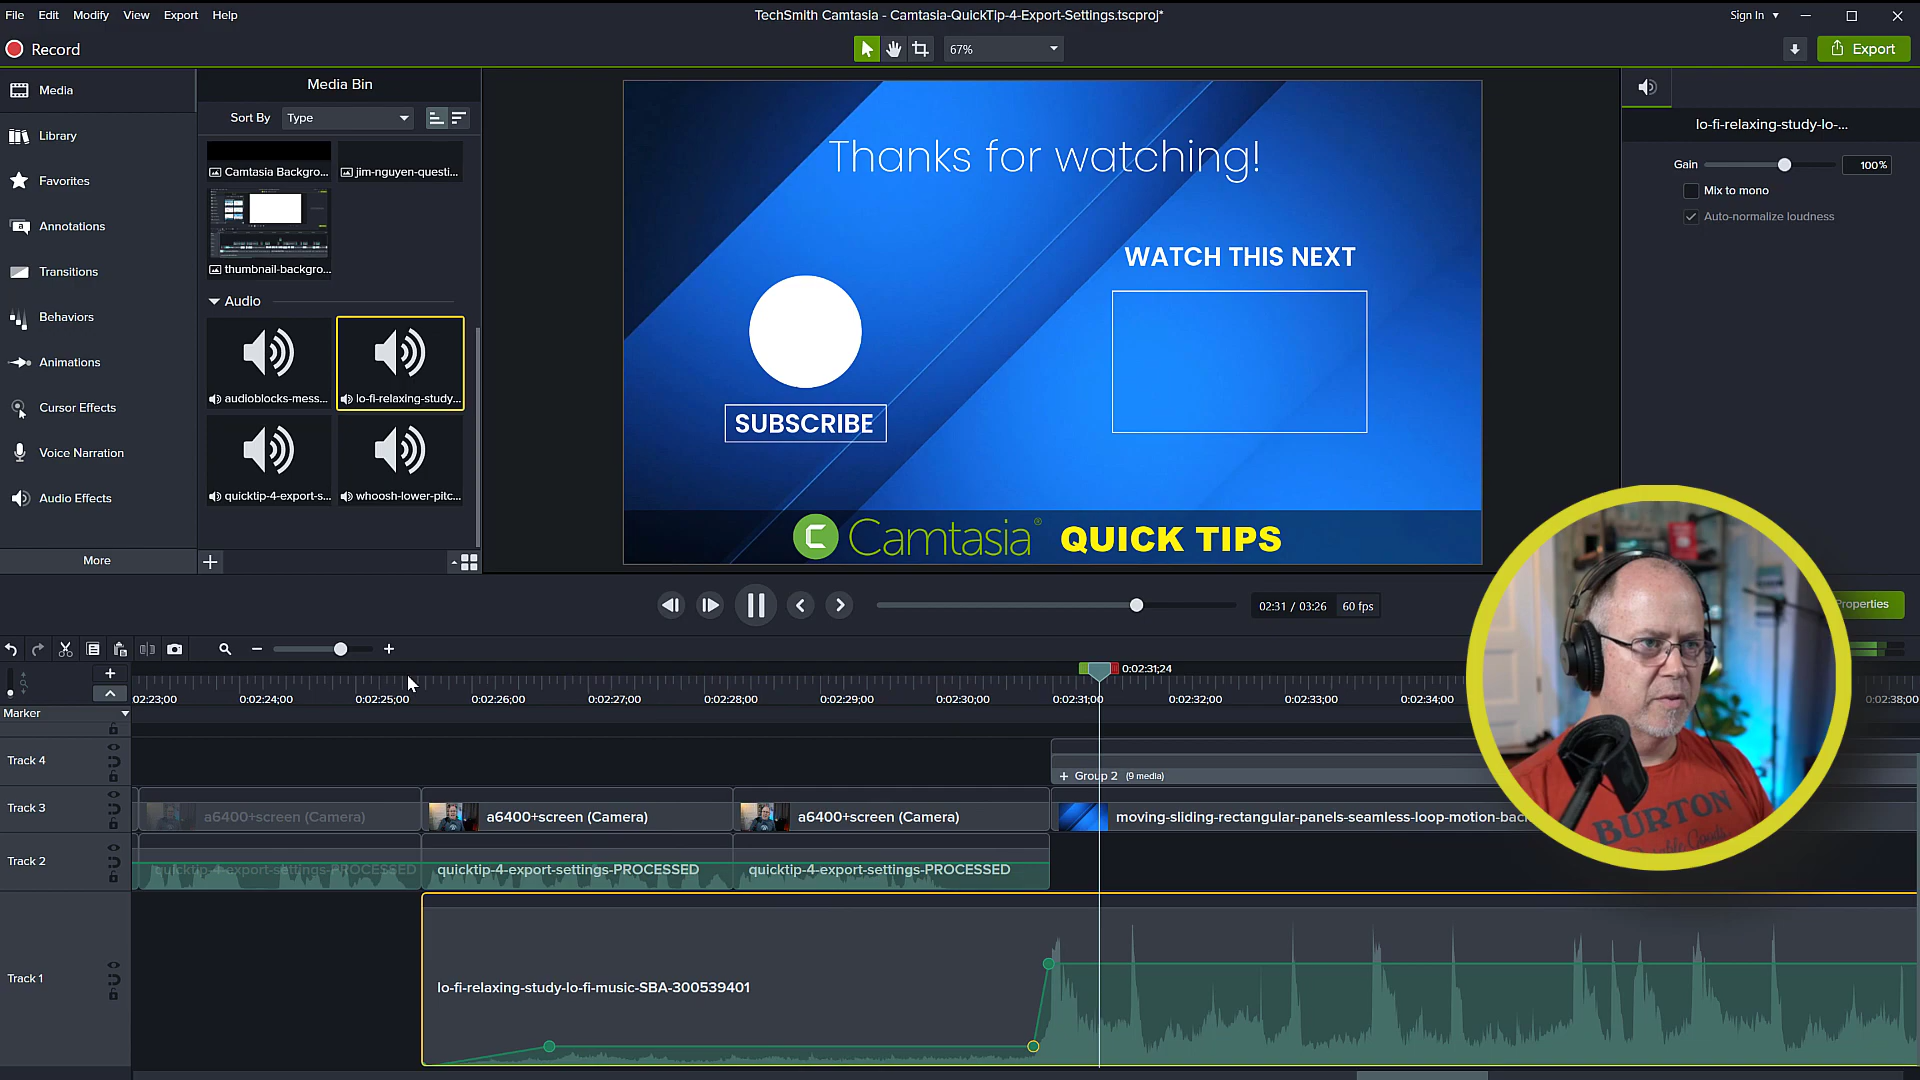 File Edit Modify View Export Help
TechSmith Camtasia - Camtasia-QuickTip-4-Export-Settings.tscproj*
Sign In
Record
67%
Export
Media
Library
Favorites
Annotations
Transitions
Behaviors
Animations
Cursor Effects
Voice Narration
Audio Effects
More
Media Bin
Sort By Type
Camtasia Backgro... jim-nguyen-questi...
thumbnail-backgro...
Audio
audioblocks-mess... lo-fi-relaxing-study...
quicktip-4-export-s... whoosh-lower-pitc...
Thanks for watching!
WATCH THIS NEXT
SUBSCRIBE
Camtasia® QUICK TIPS
lo-fi-relaxing-study-lo-...
Gain 100%
Mix to mono
Auto-normalize loudness
02:31 / 03:26 60 fps
Properties
0:02:31;24
02:23;00 0:02:24;00 0:02:25;00 0:02:26;00 0:02:27;00 0:02:28;00 0:02:29;00 0:02:30;00 0:02:31;00 0:02:32;00 0:02:33;00 0:02:34;00 0:02:38;00
Marker
Track 4
Group 2 (9 media)
Track 3
a6400+screen (Camera) a6400+screen (Camera) a6400+screen (Camera)
moving-sliding-rectangular-panels-seamless-loop-motion-bac
Track 2
quicktip-4-export-settings-PROCESSED quicktip-4-export-settings-PROCESSED quicktip-4-export-settings-PROCESSED
Track 1
lo-fi-relaxing-study-lo-fi-music-SBA-300539401
BURTON